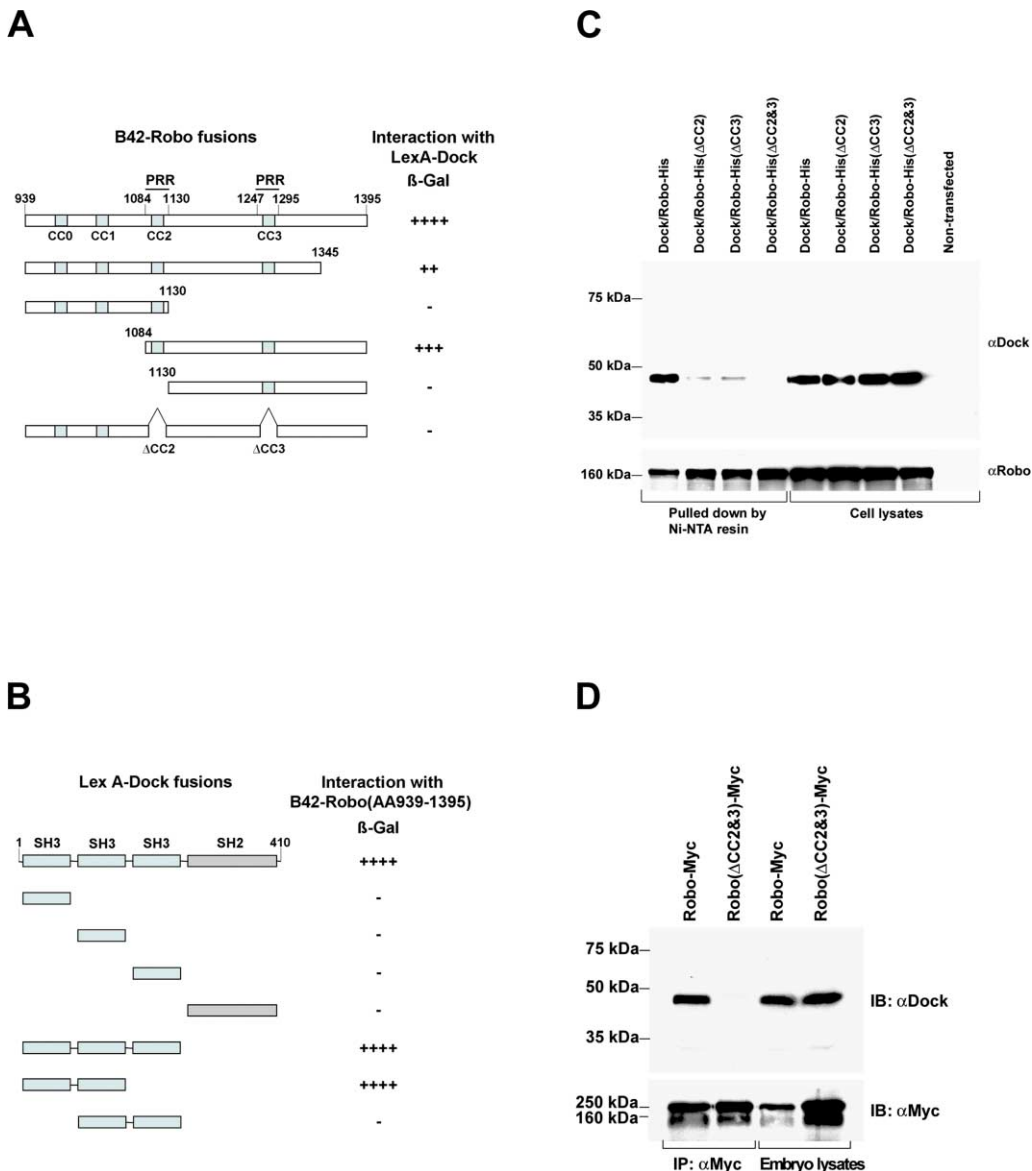 A
B42-Robo fusions
Interaction with
LexA-Dock
ß-Gal
PRR PRR
939 1084 1130 1247 1295 1395
++++
CC0 CC1 CC2 CC3
1345
++
1130
-
1084
+++
1130
-
-
ΔCC2 ΔCC3
B
Lex A-Dock fusions
Interaction with
B42-Robo(AA939-1395)
ß-Gal
1 SH3 SH3 SH3 SH2 410
++++
-
-
-
-
++++
++++
-
C
Dock/Robo-His
Dock/Robo-His(ΔCC2)
Dock/Robo-His(ΔCC3)
Dock/Robo-His(ΔCC2&3)
Dock/Robo-His
Dock/Robo-His(ΔCC2)
Dock/Robo-His(ΔCC3)
Dock/Robo-His(ΔCC2&3)
Non-transfected
75 kDa
αDock
50 kDa
35 kDa
160 kDa
αRobo
Pulled down by
Ni-NTA resin
Cell lysates
D
Robo-Myc
Robo(ΔCC2&3)-Myc
Robo-Myc
Robo(ΔCC2&3)-Myc
75 kDa
50 kDa
IB: αDock
35 kDa
250 kDa
160 kDa
IB: αMyc
IP: αMyc Embryo lysates